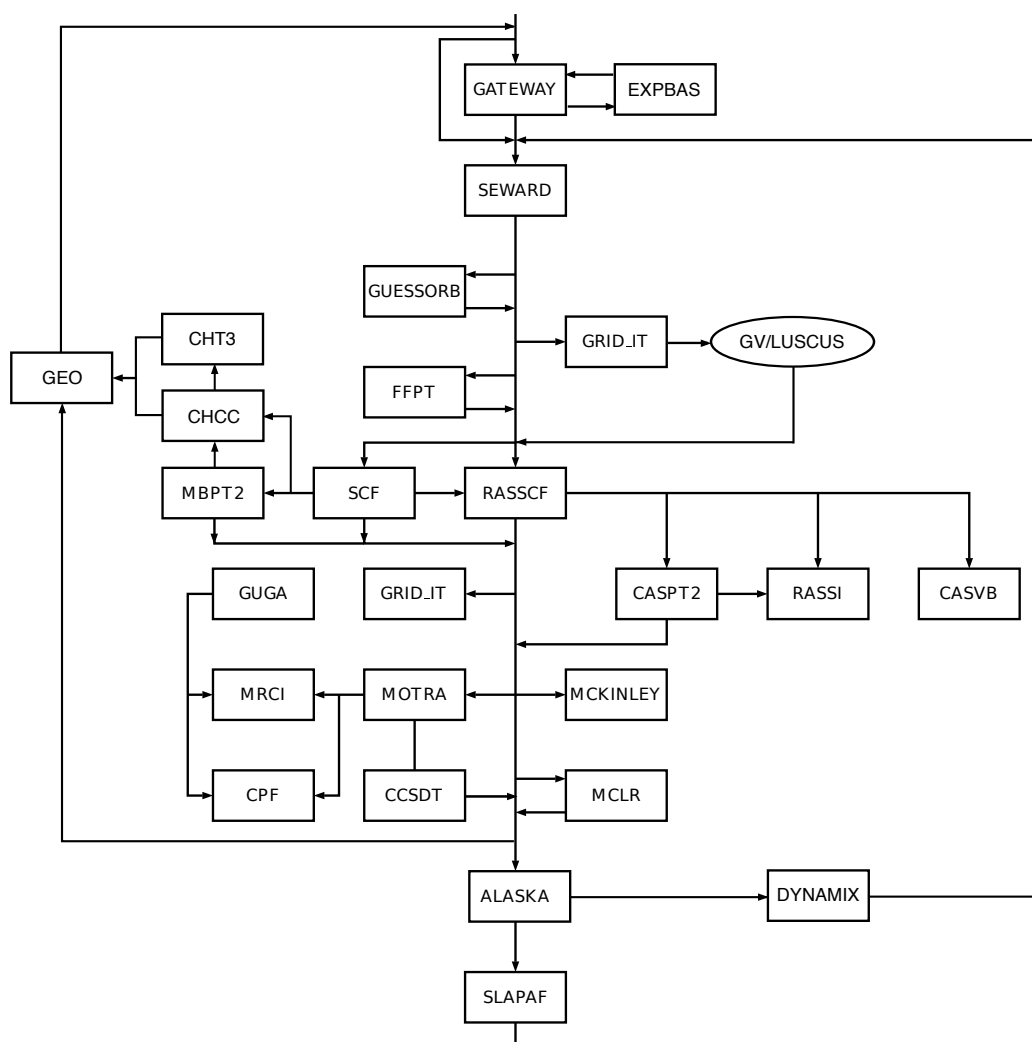 GATEWAY
EXPBAS
SEWARD
GUESSORB
CHT3
GRID_IT
GV/LUSCUS
GEO
FFPT
CHCC
MBPT2
SCF
RASSCF
GUGA
GRID_IT
CASPT2
RASSI
CASVB
MRCI
MOTRA
MCKINLEY
CPF
CCSDT
MCLR
ALASKA
DYNAMIX
SLAPAF